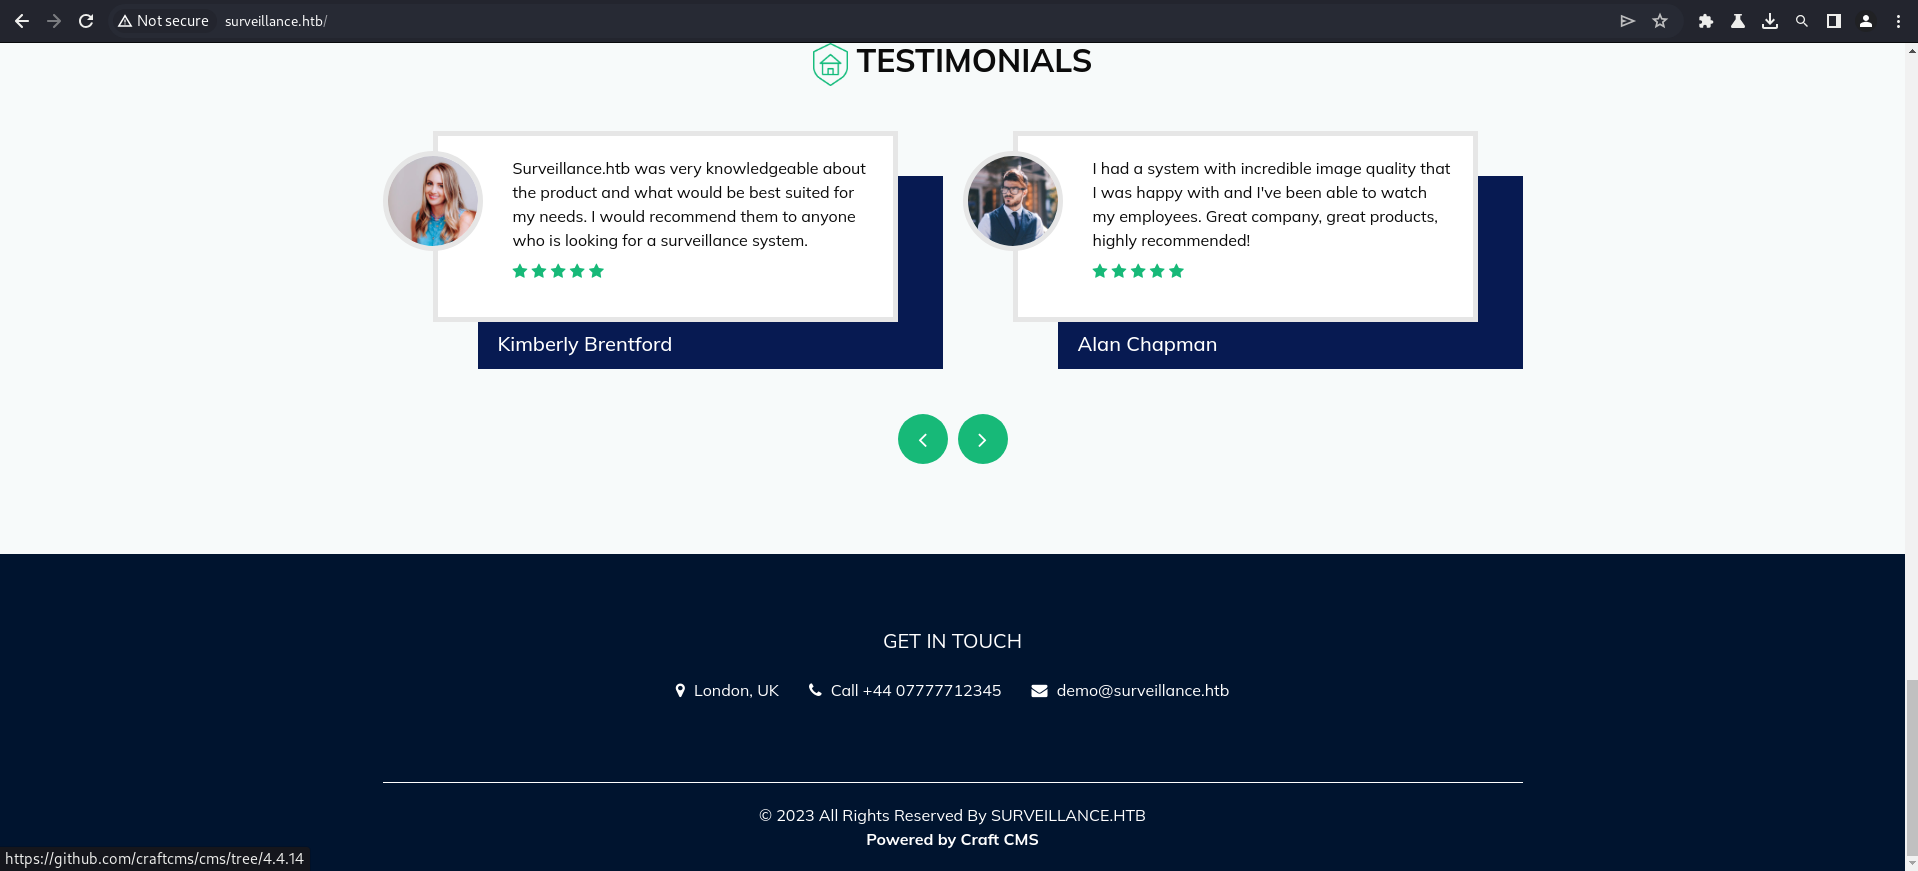 Not secure surveillance.htb/
TESTIMONIALS
Surveillance.htb was very knowledgeable about
the product and what would be best suited for
my needs. I would recommend them to anyone
who is looking for a surveillance system.
Kimberly Brentford
I had a system with incredible image quality that
I was happy with and I've been able to watch
my employees. Great company, great products,
highly recommended!
Alan Chapman
GET IN TOUCH
London, UK Call +44 07777712345 demo@surveillance.htb
© 2023 All Rights Reserved By SURVEILLANCE.HTB
Powered by Craft CMS
https://github.com/craftcms/cms/tree/4.4.14